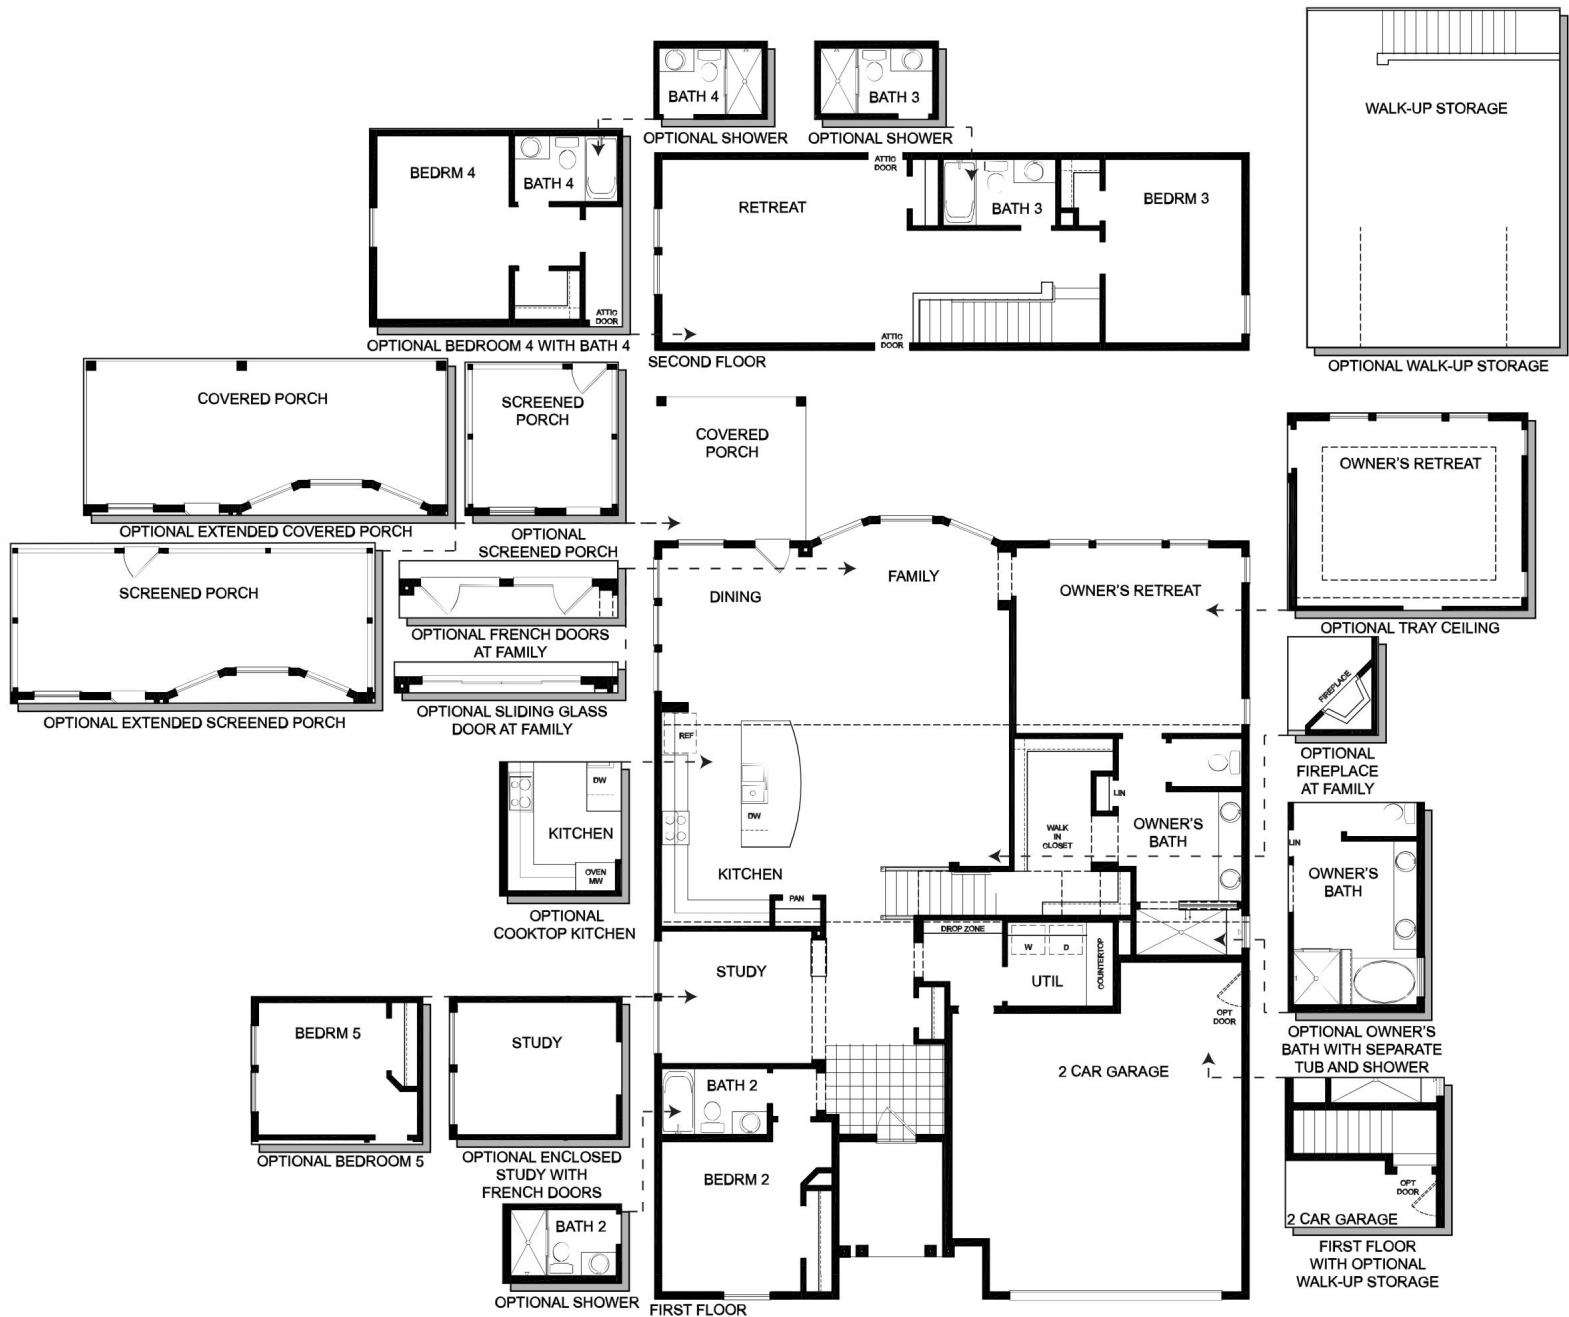 BATH 4
OPTIONAL SHOWER
BATH 3
OPTIONAL SHOWER
WALK-UP STORAGE
OPTIONAL WALK-UP STORAGE
BEDRM 4
BATH 4
ATTIC
DOOR
OPTIONAL BEDROOM 4 WITH BATH 4
RETREAT
ATTIC
DOOR
BATH 3
BEDRM 3
ATTIC
DOOR
SECOND FLOOR
COVERED PORCH
OPTIONAL EXTENDED COVERED PORCH
SCREENED
PORCH
OPTIONAL
SCREENED PORCH
COVERED
PORCH
OWNER'S RETREAT
OPTIONAL TRAY CEILING
SCREENED PORCH
OPTIONAL EXTENDED SCREENED PORCH
OPTIONAL FRENCH DOORS
AT FAMILY
OPTIONAL SLIDING GLASS
DOOR AT FAMILY
DINING
FAMILY
OWNER'S RETREAT
FIREPLACE
OPTIONAL
FIREPLACE
AT FAMILY
DW
KITCHEN
OVEN
MW
OPTIONAL
COOKTOP KITCHEN
REF
DW
KITCHEN
PAN
WALK
IN
CLOSET
LIN
OWNER'S
BATH
LIN
OWNER'S
BATH
OPTIONAL OWNER'S
BATH WITH SEPARATE
TUB AND SHOWER
STUDY
DROP ZONE
W
D
COUNTERTOP
UTIL
OPT
DOOR
2 CAR GARAGE
BEDRM 5
OPTIONAL BEDROOM 5
STUDY
OPTIONAL ENCLOSED
STUDY WITH
FRENCH DOORS
BATH 2
BEDRM 2
BATH 2
OPTIONAL SHOWER
FIRST FLOOR
OPT
DOOR
2 CAR GARAGE
FIRST FLOOR
WITH OPTIONAL
WALK-UP STORAGE